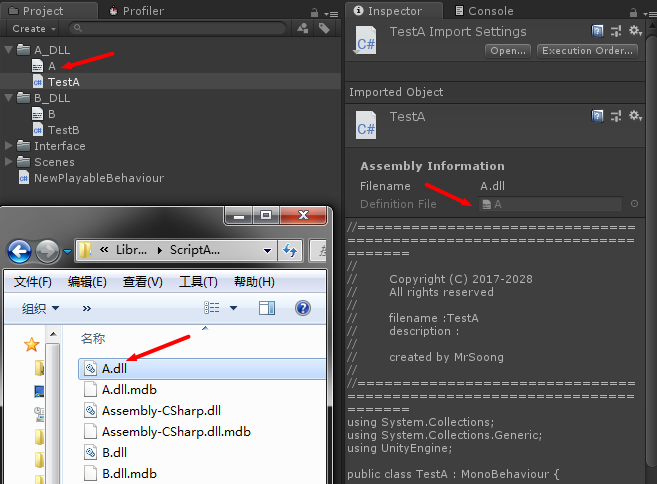 Project
Profiler
Create
A_DLL
A
TestA
B_DLL
B
TestB
Interface
Scenes
NewPlayableBehaviour
Libr...
ScriptA...
文件(F) 编辑(E) 查看(V) 工具(T) 帮助(H)
组织
»
名称
A.dll
A.dll.mdb
Assembly-CSharp.dll
Assembly-CSharp.dll.mdb
B.dll
B.dll.mdb
Inspector
Console
TestA Import Settings
C#
Open...
Execution Order...
Imported Object
TestA
C#
Assembly Information
Filename A.dll
Definition File A
//================================
==================================
=======
//
// Copyright (C) 2017-2028
// All rights reserved
//
// filename :TestA
// description :
//
// created by MrSoong
//
//================================
==================================
=======
using System.Collections;
using System.Collections.Generic;
using UnityEngine;
public class TestA : MonoBehaviour {